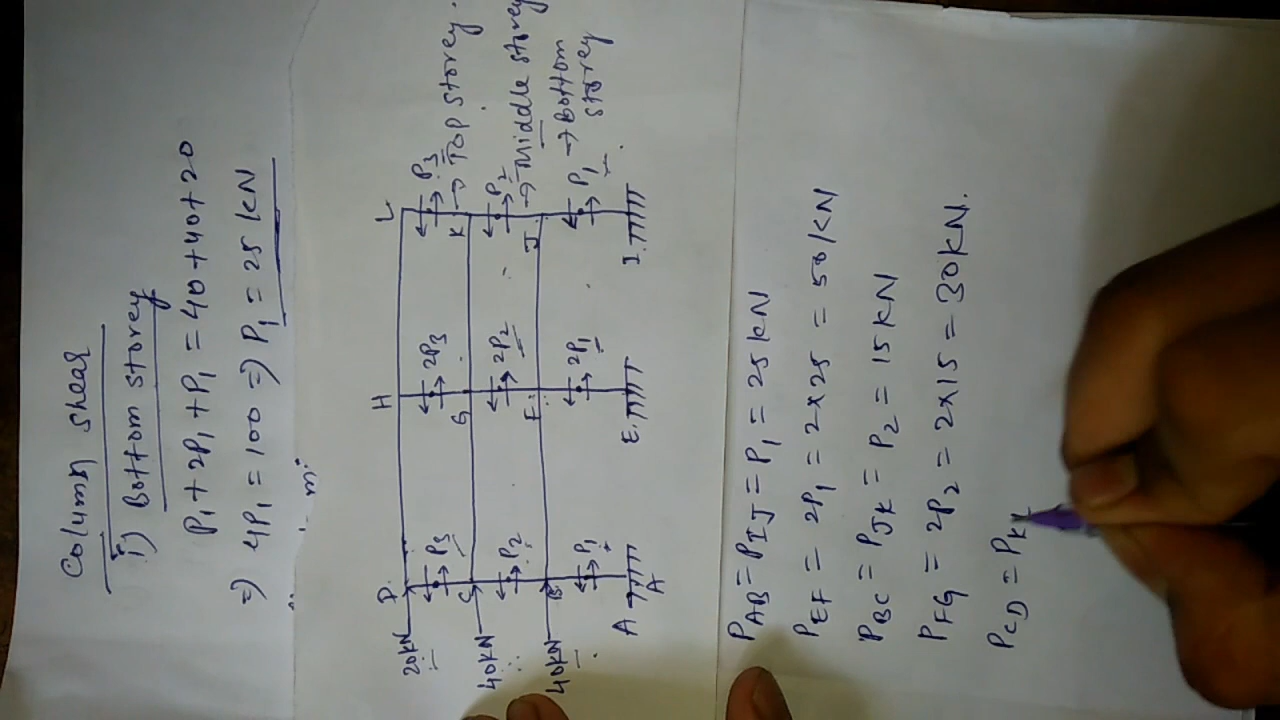 Column shear
i) Bottom storey
P1 + 2P1 + P1 = 40 + 40 + 20
=) 4P1 = 100 =) P1 = 25 kN
m.
D H L
20kN P3 2P3 P3 → Top storey.
C G K
40kN P2 2P2 P2 → Middle storey
B F J
40kN P1 2P1 P1 → Bottom storey
A E. I.
A
PAB = PIJ = P1 = 25 kN
PEF = 2P1 = 2×25 = 50 kN
PBC = PJK = P2 = 15 kN
PFG = 2P2 = 2×15 = 30 kN.
PCD = PK